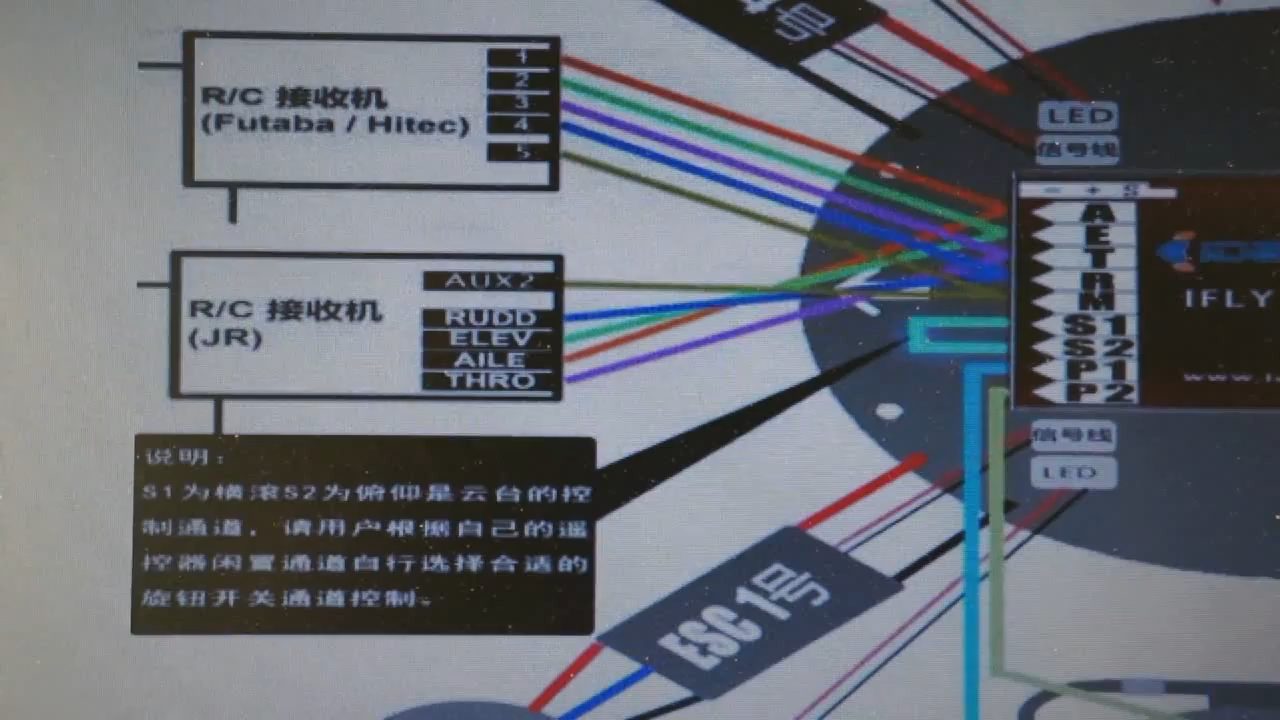 4号
R/C 接收机
(Futaba / Hitec)
1
2
3
4
5
R/C 接收机
(JR)
AUX2
RUDD
ELEV
AILE
THRO
说明：
S1为横滚S2为俯仰是云台的控
制通道，请用户根据自己的遥
控器闲置通道自行选择合适的
旋钮开关通道控制。
ESC 1号
LED
信号线
- + S
A
E
T
R
M
S1
S2
P1
P2
IFLY
信号线
LED